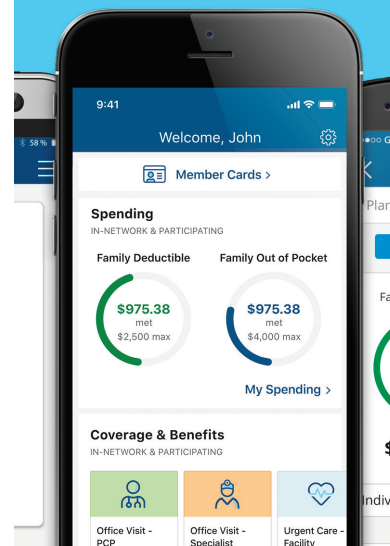 9:41
58 %
Welcome, John
Member Cards >
Plan
Spending
IN-NETWORK & PARTICIPATING
Family Deductible
Family Out of Pocket
$975.38
met
$2,500 max
$975.38
met
$4,000 max
My Spending >
Coverage & Benefits
IN-NETWORK & PARTICIPATING
Office Visit -
PCP
Office Visit -
Specialist
Urgent Care -
Facility